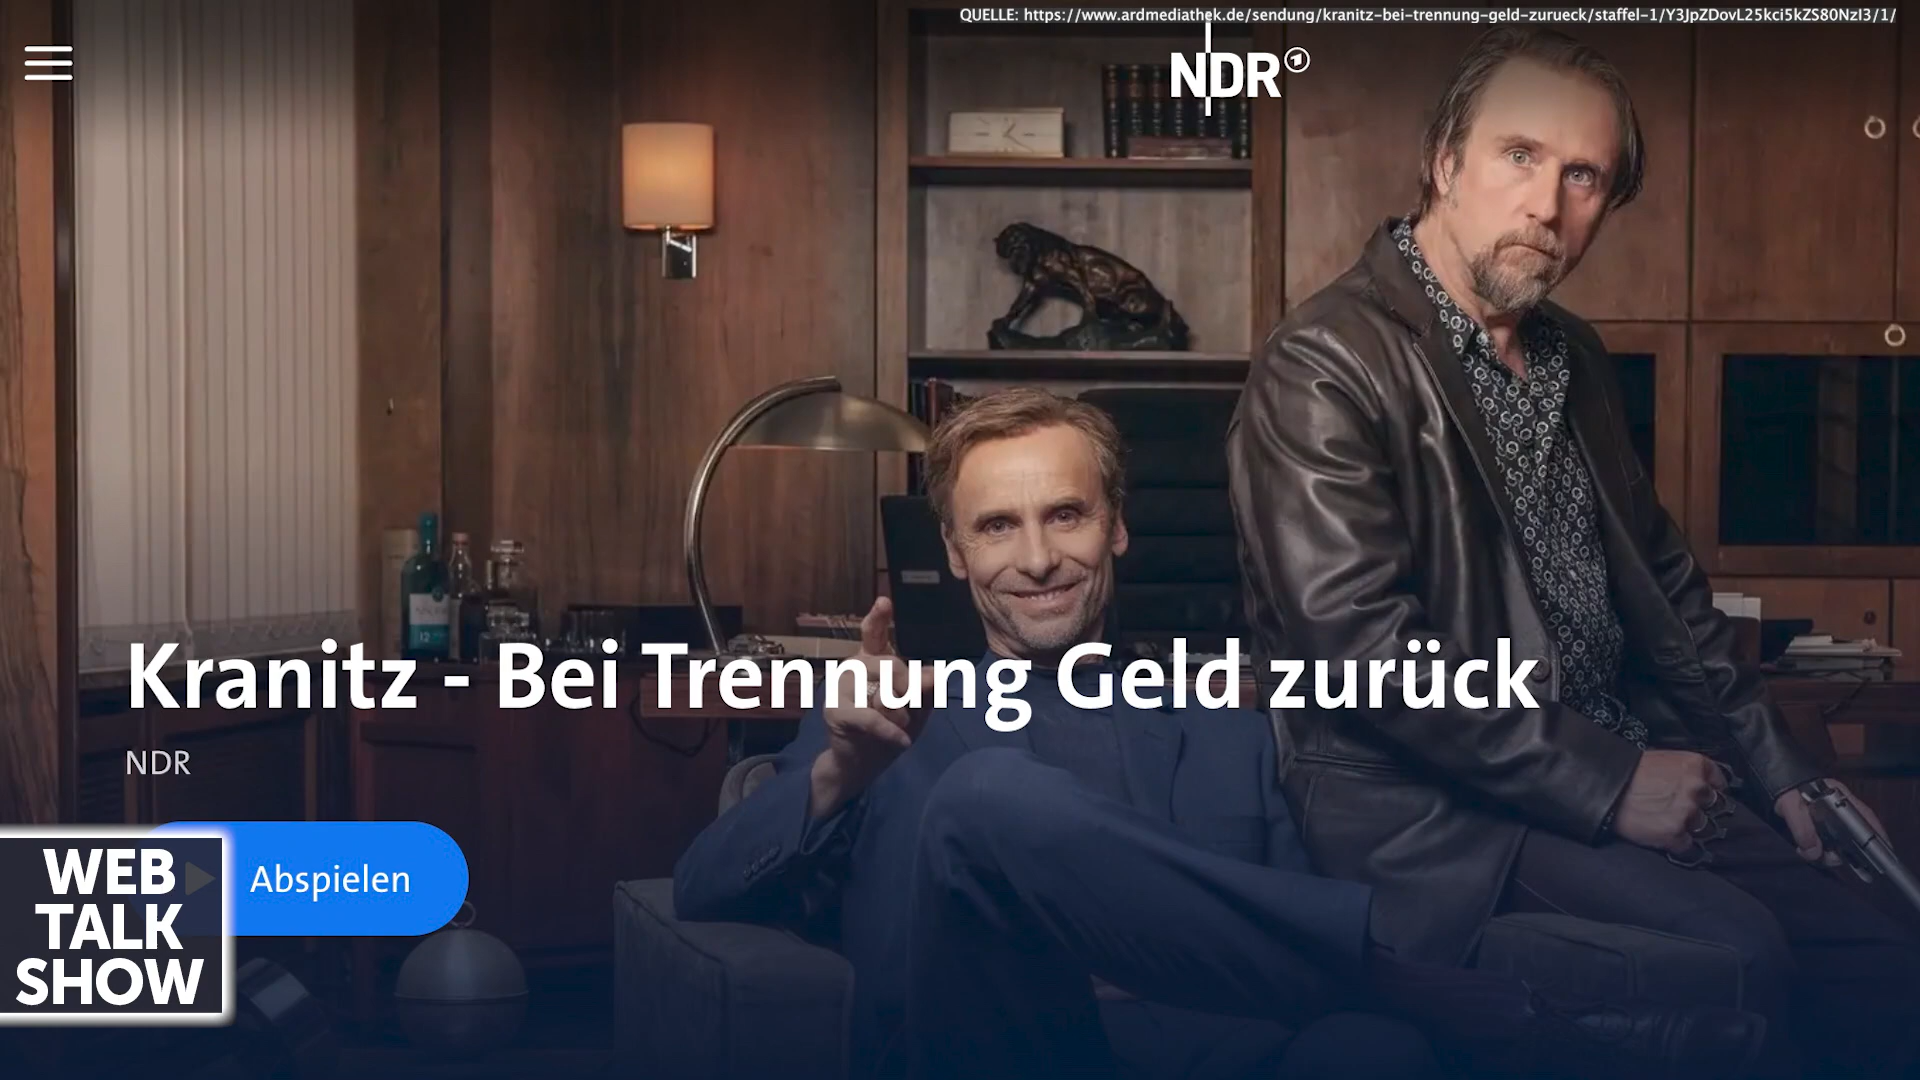 QUELLE: https://www.ardmediathek.de/sendung/kranitz-bei-trennung-geld-zurueck/staffel-1/Y3JpZDovL25kci5kZS80NzI3/1/
NDR
Kranitz - Bei Trennung Geld zurück
NDR
Abspielen
WEB
TALK
SHOW
12